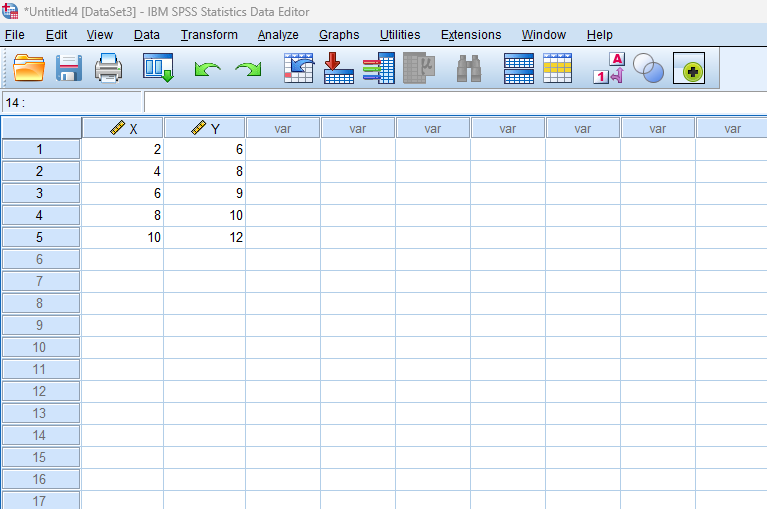 *Untitled4 [DataSet3] - IBM SPSS Statistics Data Editor
File Edit View Data Transform Analyze Graphs Utilities Extensions Window Help
1 A
μ
14 :
X Y var var var var var var var
1 2 6
2 4 8
3 6 9
4 8 10
5 10 12
6
7
8
9
10
11
12
13
14
15
16
17